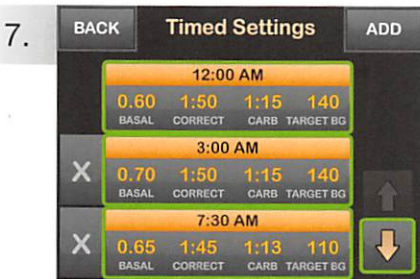 7.
BACK Timed Settings ADD
12:00 AM
0.60 1:50 1:15 140
BASAL CORRECT CARB TARGET BG
X
3:00 AM
0.70 1:50 1:15 140
BASAL CORRECT CARB TARGET BG
X
7:30 AM
0.65 1:45 1:13 110
BASAL CORRECT CARB TARGET BG